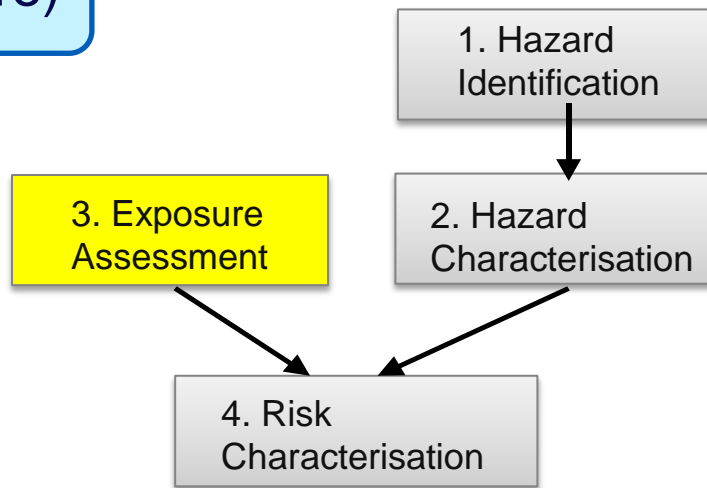 1. Hazard
Identification
3. Exposure
Assessment
2. Hazard
Characterisation
4. Risk
Characterisation